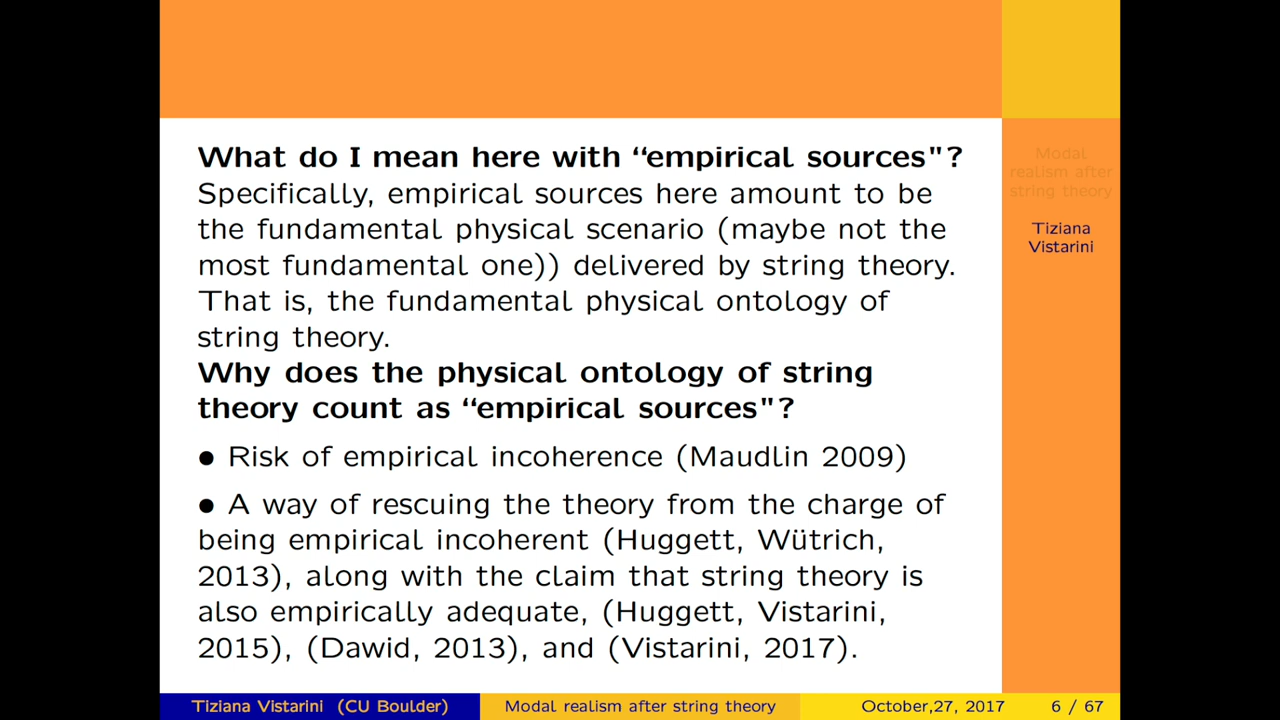 What do I mean here with “empirical sources"?
Specifically, empirical sources here amount to be
the fundamental physical scenario (maybe not the
most fundamental one)) delivered by string theory.
That is, the fundamental physical ontology of
string theory.
Why does the physical ontology of string
theory count as “empirical sources"?
• Risk of empirical incoherence (Maudlin 2009)
• A way of rescuing the theory from the charge of
being empirical incoherent (Huggett, Wütrich,
2013), along with the claim that string theory is
also empirically adequate, (Huggett, Vistarini,
2015), (Dawid, 2013), and (Vistarini, 2017).
Modal
realism after
string theory
Tiziana
Vistarini
Tiziana Vistarini (CU Boulder)
Modal realism after string theory
October,27, 2017
6 / 67